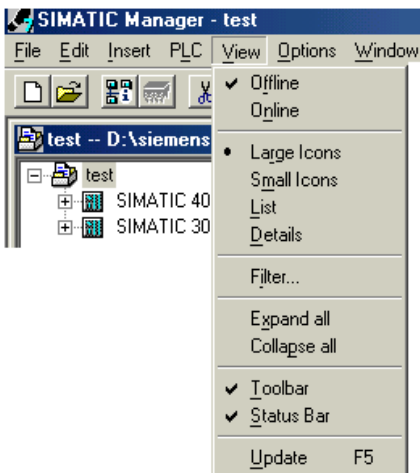 SIMATIC Manager - test
File Edit Insert PLC View Options Window
Offline
Online
test -- D:\siemens
Large Icons
test
Small Icons
SIMATIC 40
List
SIMATIC 30
Details
Filter...
Expand all
Collapse all
Toolbar
Status Bar
Update F5